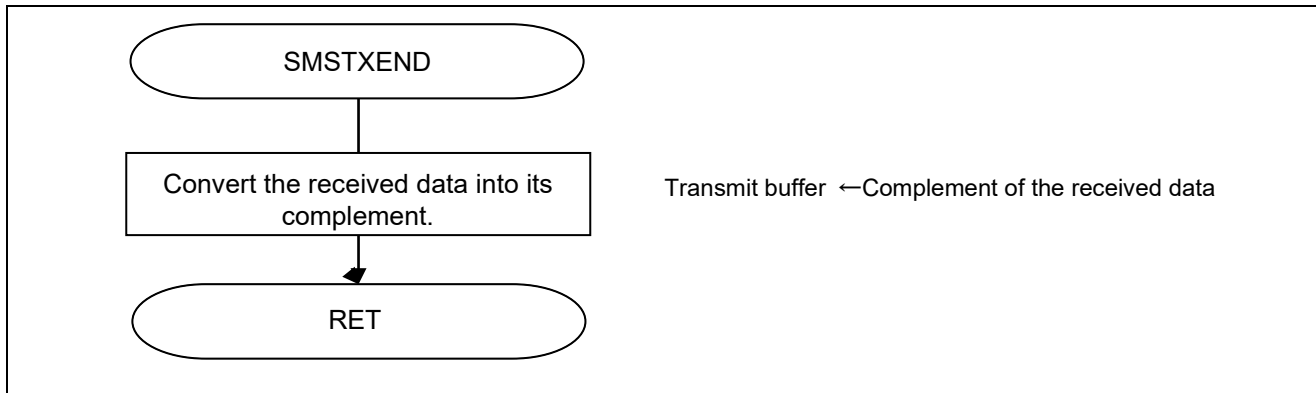 SMSTXEND
Convert the received data into its
complement.
Transmit buffer ←Complement of the received data
RET